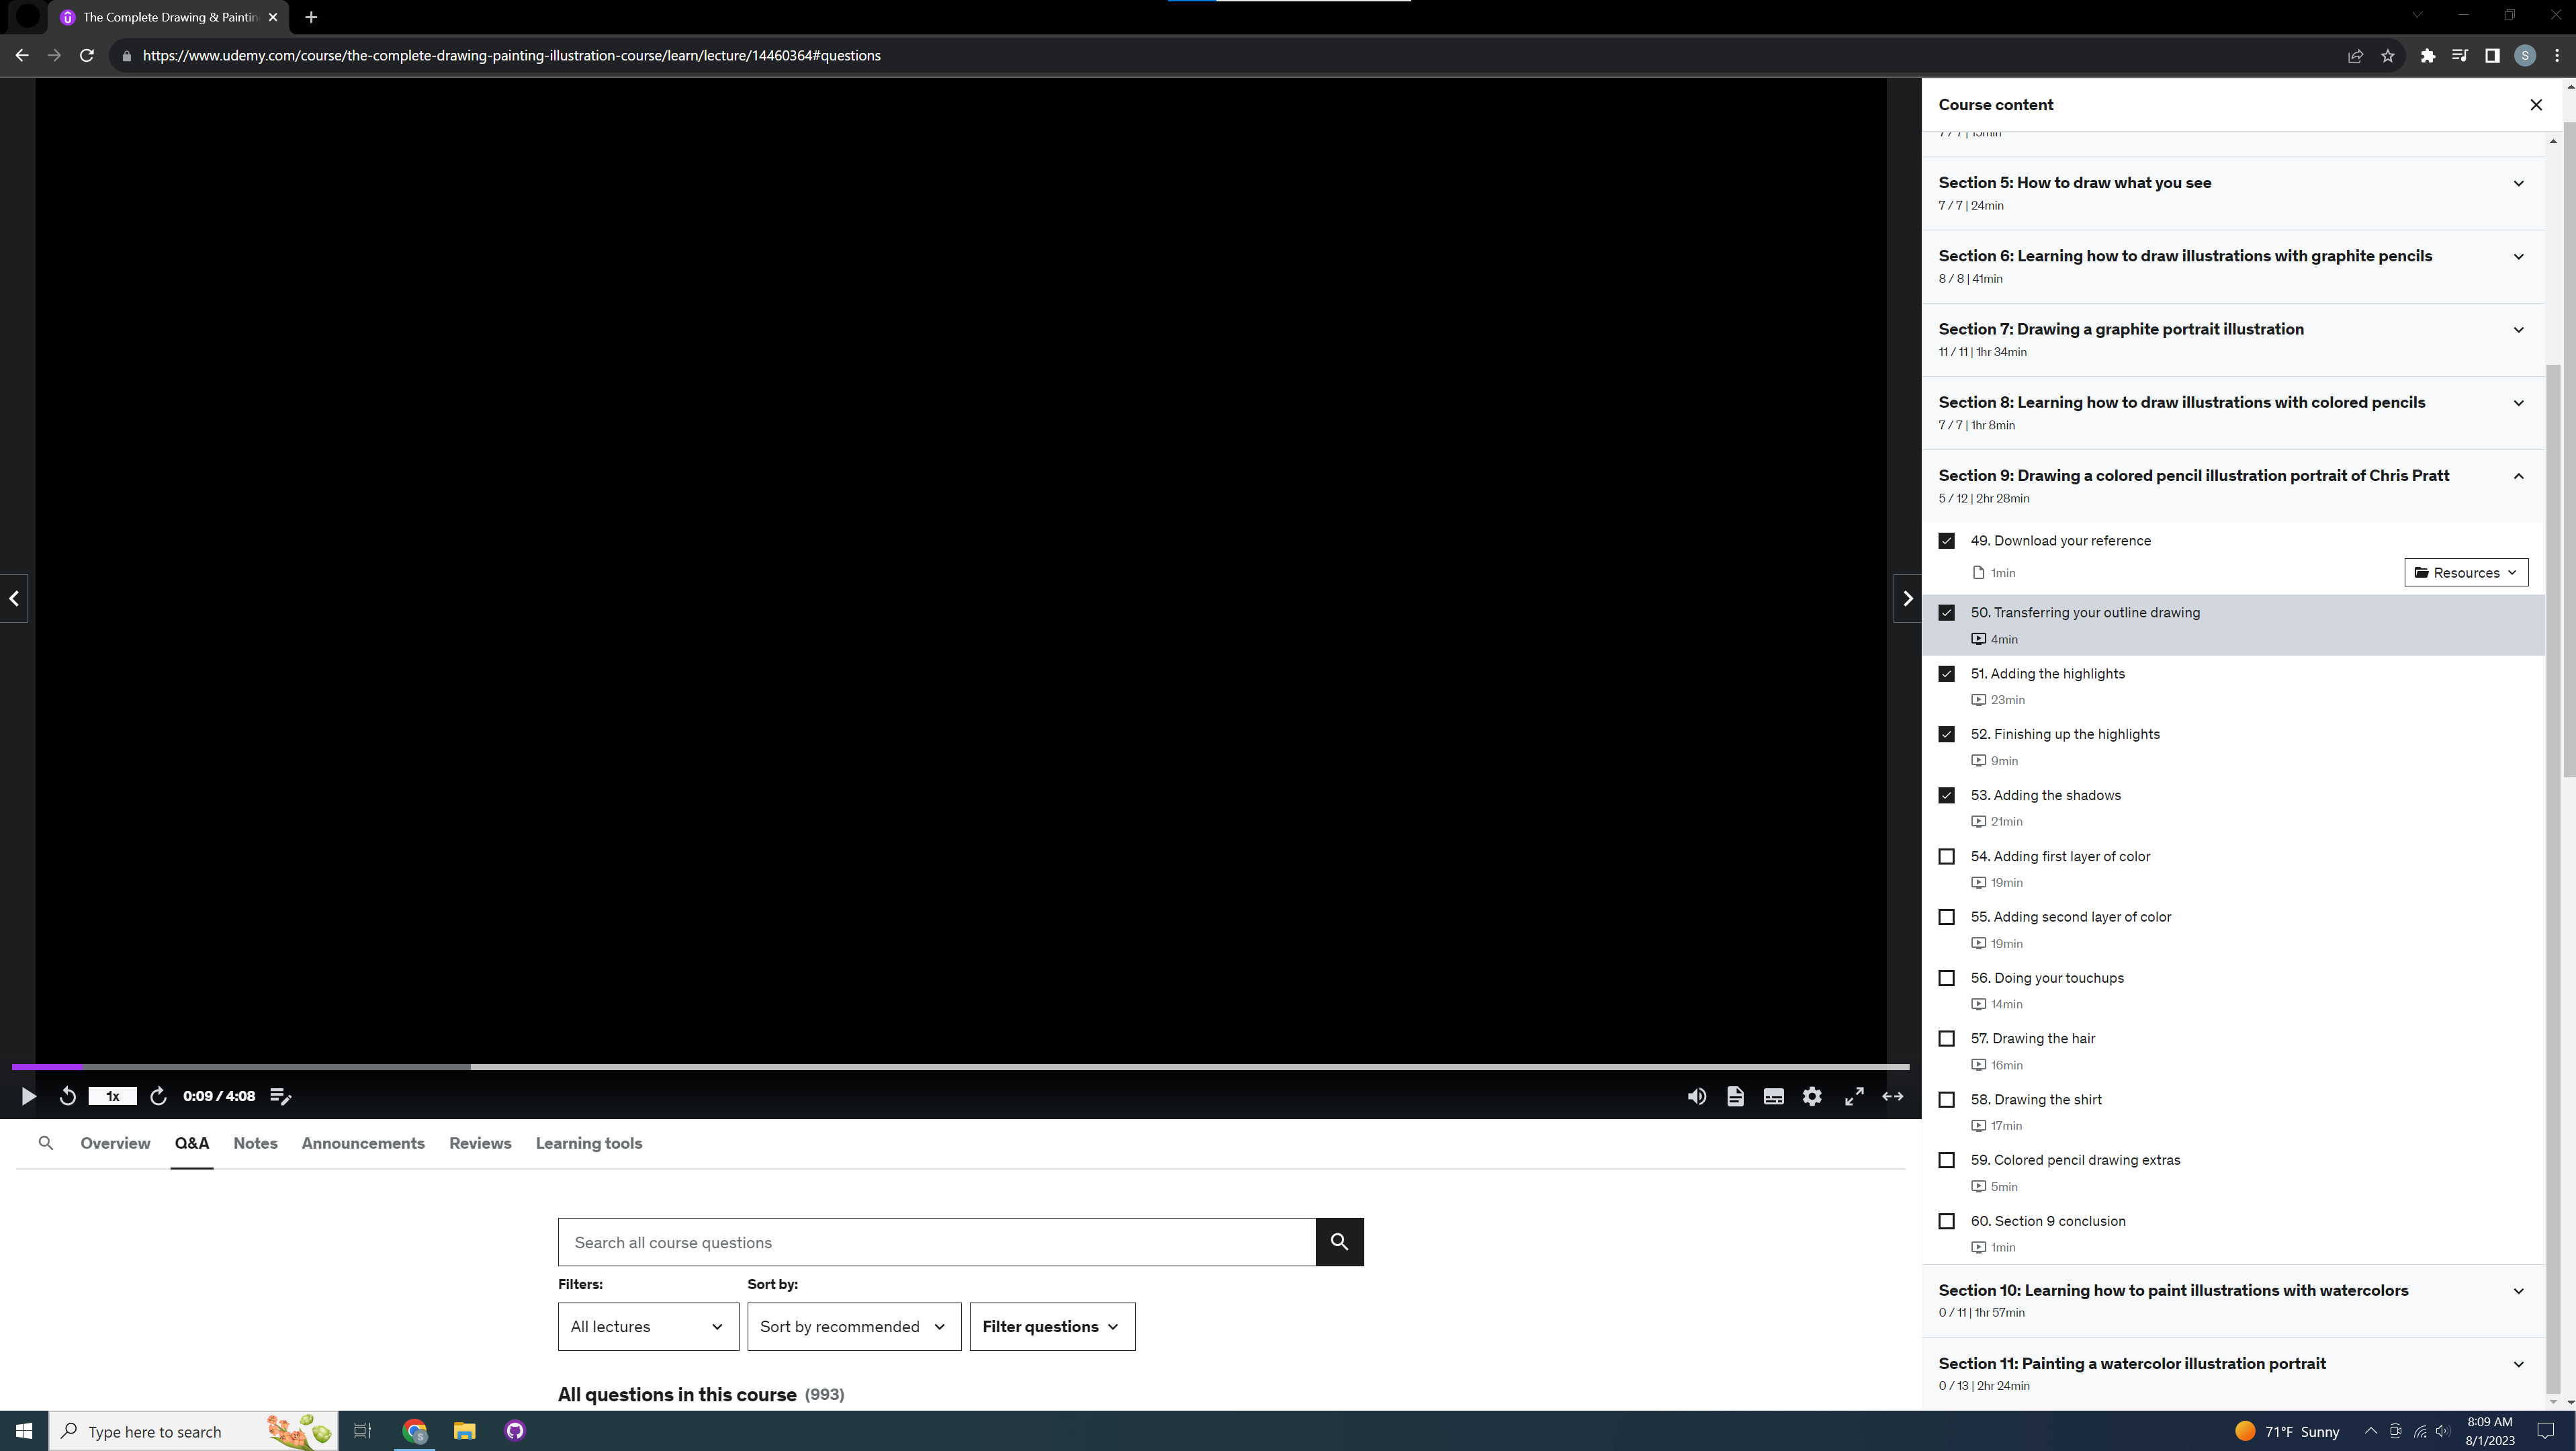 The Complete Drawing & Paintin
https://www.udemy.com/course/the-complete-drawing-painting-illustration-course/learn/lecture/14460364#questions
S
Course content
7 / 7 | 15min
Section 5: How to draw what you see
7 / 7 | 24min
Section 6: Learning how to draw illustrations with graphite pencils
8 / 8 | 41min
Section 7: Drawing a graphite portrait illustration
11 / 11 | 1hr 34min
Section 8: Learning how to draw illustrations with colored pencils
7 / 7 | 1hr 8min
Section 9: Drawing a colored pencil illustration portrait of Chris Pratt
5 / 12 | 2hr 28min
49. Download your reference
1min
Resources
50. Transferring your outline drawing
4min
51. Adding the highlights
23min
52. Finishing up the highlights
9min
53. Adding the shadows
21min
54. Adding first layer of color
19min
55. Adding second layer of color
19min
56. Doing your touchups
14min
57. Drawing the hair
16min
58. Drawing the shirt
17min
59. Colored pencil drawing extras
5min
60. Section 9 conclusion
1min
Section 10: Learning how to paint illustrations with watercolors
0 / 11 | 1hr 57min
Section 11: Painting a watercolor illustration portrait
0 / 13 | 2hr 24min
1x
0:09 / 4:08
Overview Q&A Notes Announcements Reviews Learning tools
Search all course questions
Filters: Sort by:
All lectures Sort by recommended Filter questions
All questions in this course (993)
Type here to search
S
71°F Sunny
8:09 AM
8/1/2023